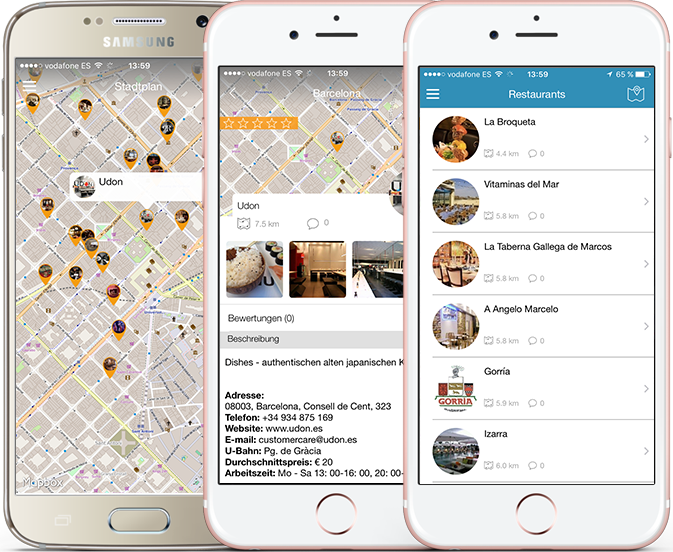 SAMSUNG
vodafone ES 13:59
Stadtplan
Udon
Mapbox
vodafone ES 13:59
Barcelona
Udon
7.5 km 0
Bewertungen (0)
Beschreibung
Dishes - authentischen alten japanischen K
Adresse:
08003, Barcelona, Consell de Cent, 323
Telefon: +34 934 875 169
Website: www.udon.es
E-mail: customercare@udon.es
U-Bahn: Pg. de Gràcia
Durchschnittspreis: € 20
Arbeitszeit: Mo - Sa 13: 00-16: 00, 20: 00-
vodafone ES 13:59 65 %
Restaurants
La Broqueta
4.4 km 0
Vitaminas del Mar
5.8 km 0
La Taberna Gallega de Marcos
5.8 km 0
A Angelo Marcelo
5.8 km 0
Gorría
GORRÍA
5.9 km 0
Izarra
6.0 km 0